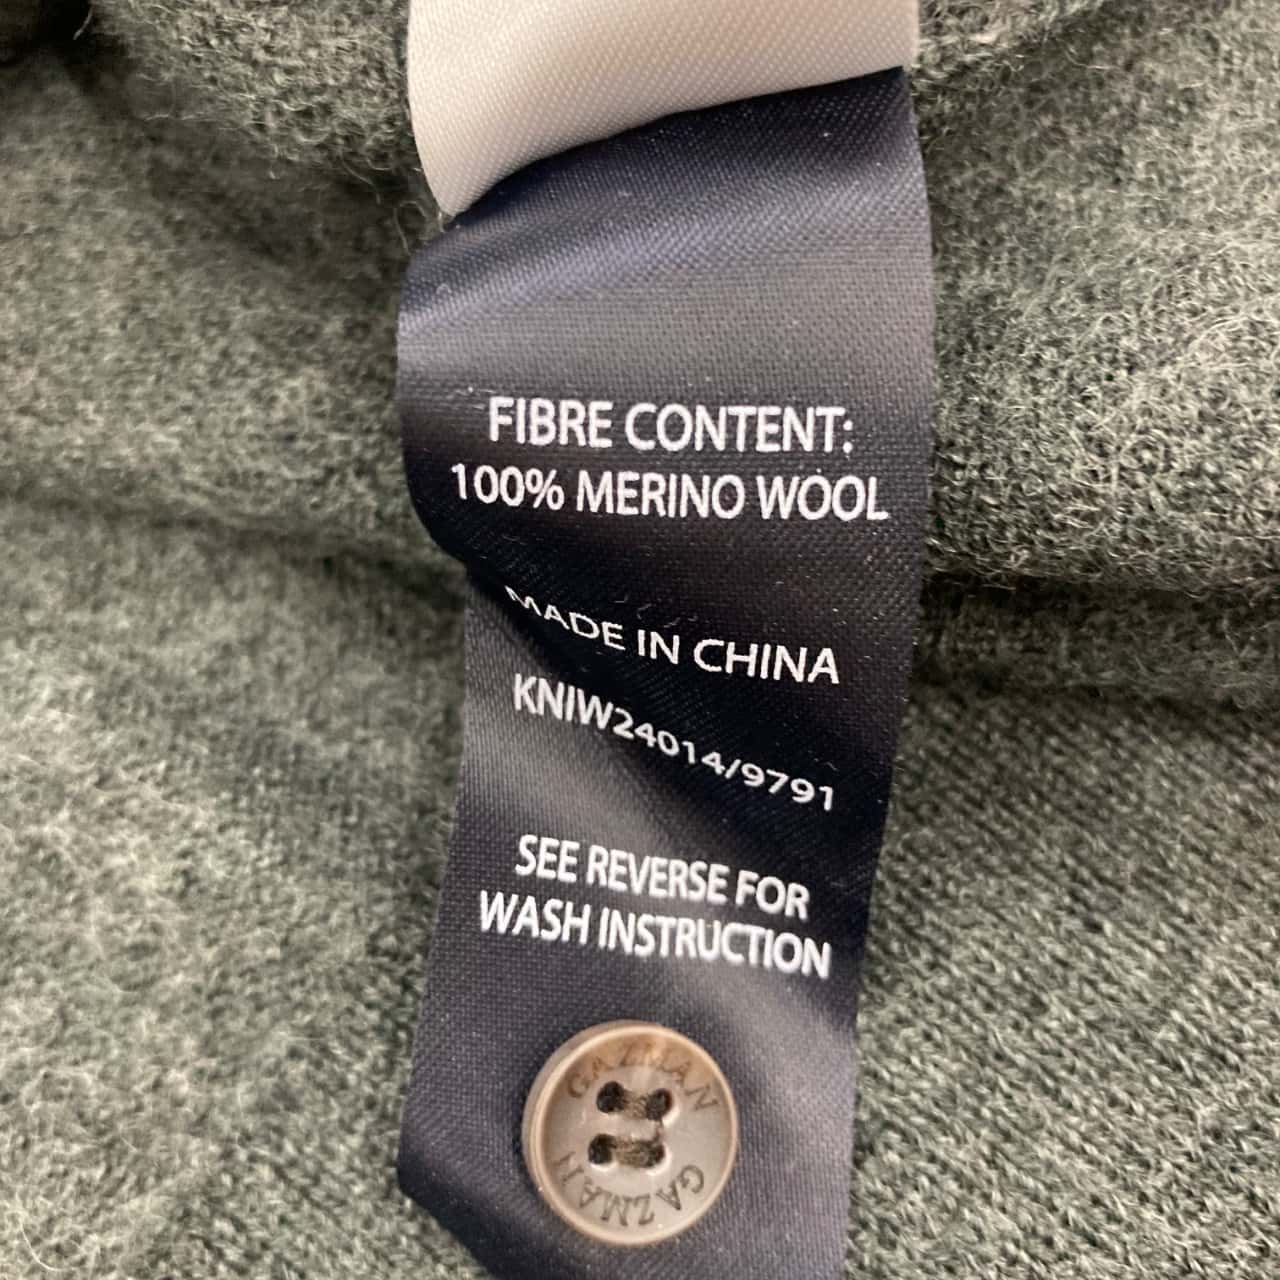 FIBRE CONTENT:
100% MERINO WOOL
MADE IN CHINA
KNIW24014/9791
SEE REVERSE FOR
WASH INSTRUCTION
GAZMAN
GAZMAN